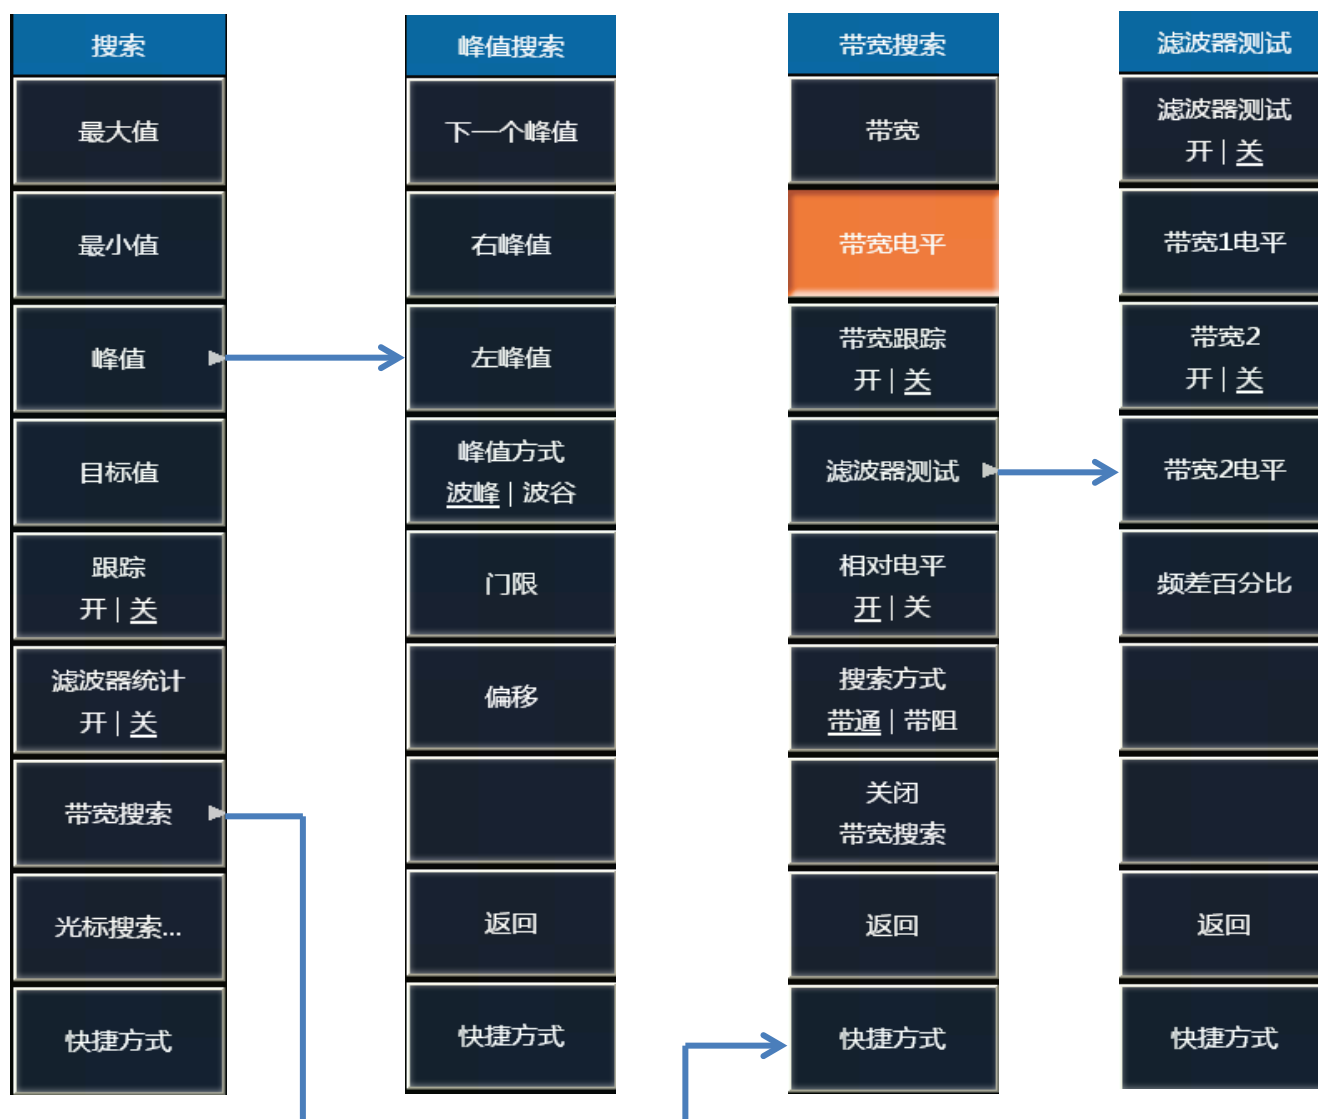 搜索
最大值
最小值
峰值
目标值
跟踪
开|关
滤波器统计
开|关
带宽搜索
光标搜索...
快捷方式
峰值搜索
下一个峰值
右峰值
左峰值
峰值方式
波峰|波谷
门限
偏移
返回
快捷方式
带宽搜索
带宽
带宽电平
带宽跟踪
开|关
滤波器测试
相对电平
开|关
搜索方式
带通|带阻
关闭
带宽搜索
返回
快捷方式
滤波器测试
滤波器测试
开|关
带宽1电平
带宽2
开|关
带宽2电平
频差百分比
返回
快捷方式